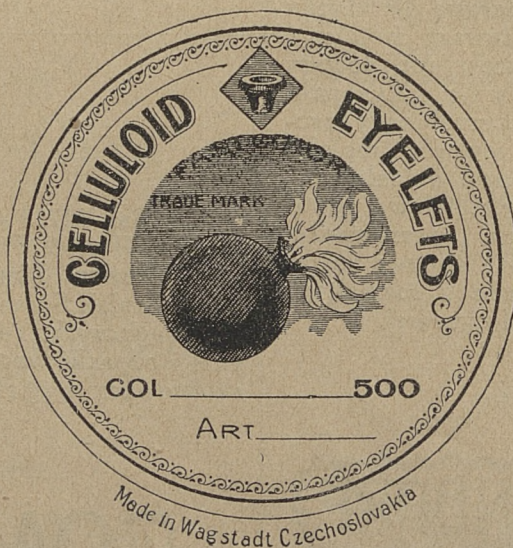 CELLULOID EYELETS
TRADE MARK
COL 500
ART
Made in Wagstadt Czechoslovakia